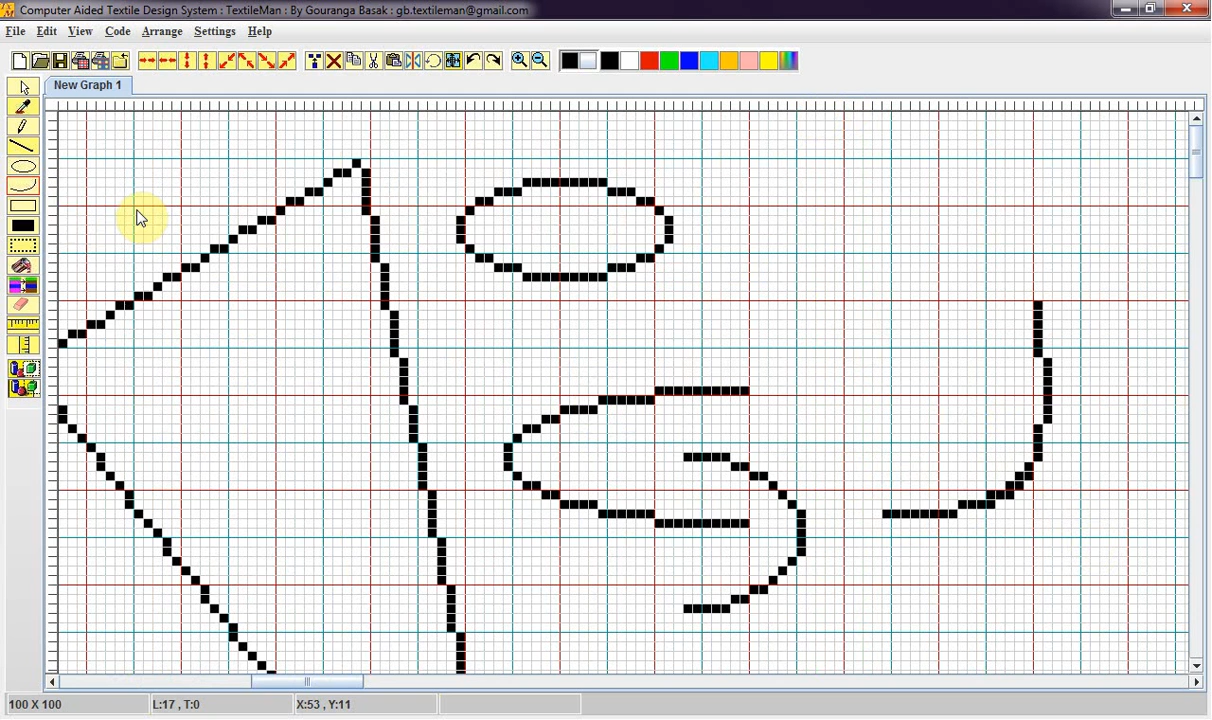 Computer Aided Textile Design System : TextileMan : By Gouranga Basak : gb.textileman@gmail.com
File Edit View Code Arrange Settings Help
New Graph 1
100 X 100 L:17 , T:0 X:53 , Y:11